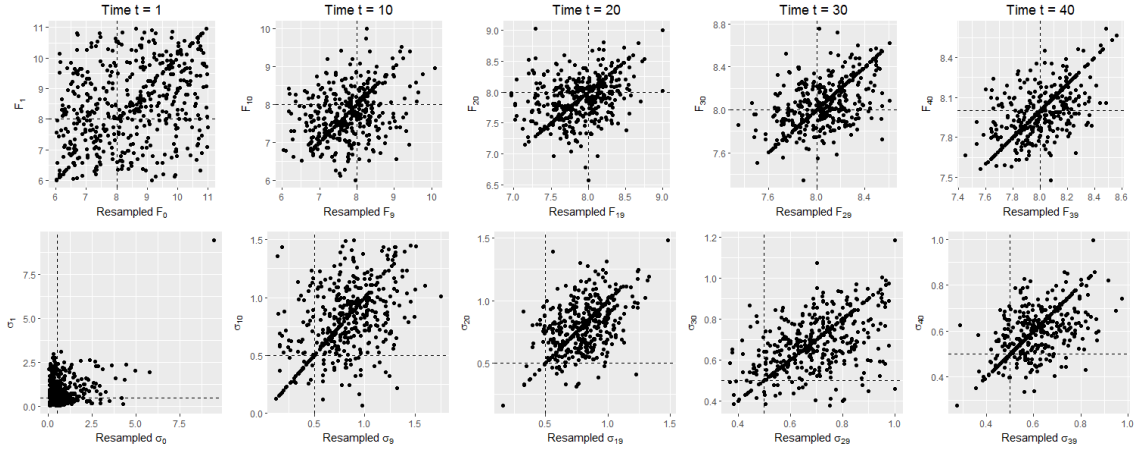 Time t = 1
Time t = 10
Time t = 20
Time t = 30
Time t = 40
F1
11
10
9
8
7
6
6 7 8 9 10 11
Resampled F0
F10
10
9
8
7
6
6 7 8 9 10
Resampled F9
F20
9.0
8.5
8.0
7.5
7.0
6.5
7.0 7.5 8.0 8.5 9.0
Resampled F19
F30
8.8
8.4
8.0
7.6
7.6 8.0 8.4
Resampled F29
F40
8.4
8.1
7.8
7.5
7.4 7.6 7.8 8.0 8.2 8.4 8.6
Resampled F39
σ1
7.5
5.0
2.5
0.0
0.0 2.5 5.0 7.5
Resampled σ0
σ10
1.5
1.0
0.5
0.0
0.5 1.0 1.5
Resampled σ9
σ20
1.5
1.0
0.5
0.5 1.0 1.5
Resampled σ19
σ30
1.2
1.0
0.8
0.6
0.4
0.4 0.6 0.8 1.0
Resampled σ29
σ40
1.0
0.8
0.6
0.4
0.4 0.6 0.8 1.0
Resampled σ39